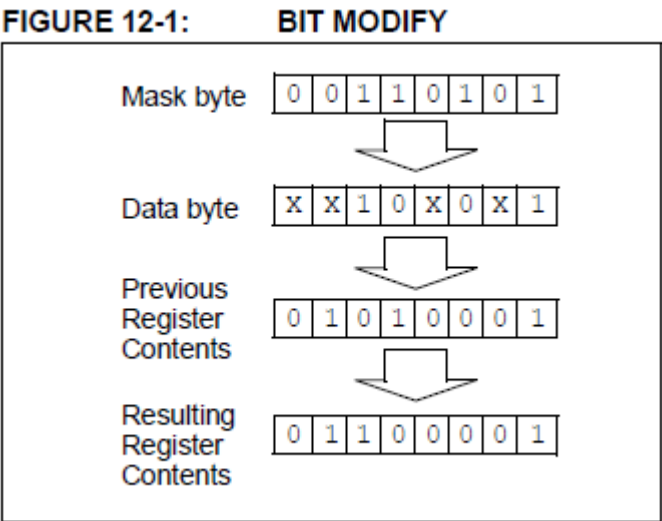 FIGURE 12-1: BIT MODIFY
Mask byte 0 0 1 1 0 1 0 1
Data byte X X 1 0 X 0 X 1
Previous
Register 0 1 0 1 0 0 0 1
Contents
Resulting
Register 0 1 1 0 0 0 0 1
Contents